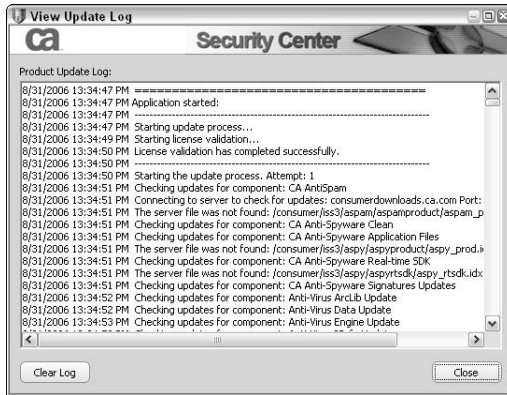 View Update Log
ca Security Center
Product Update Log:
8/31/2006 13:34:47 PM ========================================
8/31/2006 13:34:47 PM Application started:
8/31/2006 13:34:47 PM ------------------------------------------------------------------------
8/31/2006 13:34:47 PM Starting update process...
8/31/2006 13:34:49 PM Starting license validation...
8/31/2006 13:34:50 PM License validation has completed successfully.
8/31/2006 13:34:50 PM ------------------------------------------------------------------------
8/31/2006 13:34:50 PM Starting the update process. Attempt: 1
8/31/2006 13:34:51 PM Checking updates for component: CA AntiSpam
8/31/2006 13:34:51 PM Connecting to server to check for updates: consumerdownloads.ca.com Port:
8/31/2006 13:34:51 PM The server file was not found: /consumer/iss3/aspam/aspamproduct/aspam_p
8/31/2006 13:34:51 PM Checking updates for component: CA Anti-Spyware Clean
8/31/2006 13:34:51 PM Checking updates for component: CA Anti-Spyware Application Files
8/31/2006 13:34:51 PM The server file was not found: /consumer/iss3/aspy/aspyproduct/aspy_prod.i
8/31/2006 13:34:51 PM Checking updates for component: CA Anti-Spyware Real-time SDK
8/31/2006 13:34:51 PM The server file was not found: /consumer/iss3/aspy/aspyrtsdk/aspy_rtsdk.idx
8/31/2006 13:34:51 PM Checking updates for component: CA Anti-Spyware Signatures Updates
8/31/2006 13:34:52 PM Checking updates for component: Anti-Virus ArcLib Update
8/31/2006 13:34:52 PM Checking updates for component: Anti-Virus Data Update
8/31/2006 13:34:53 PM Checking updates for component: Anti-Virus Engine Update
Clear Log
Close